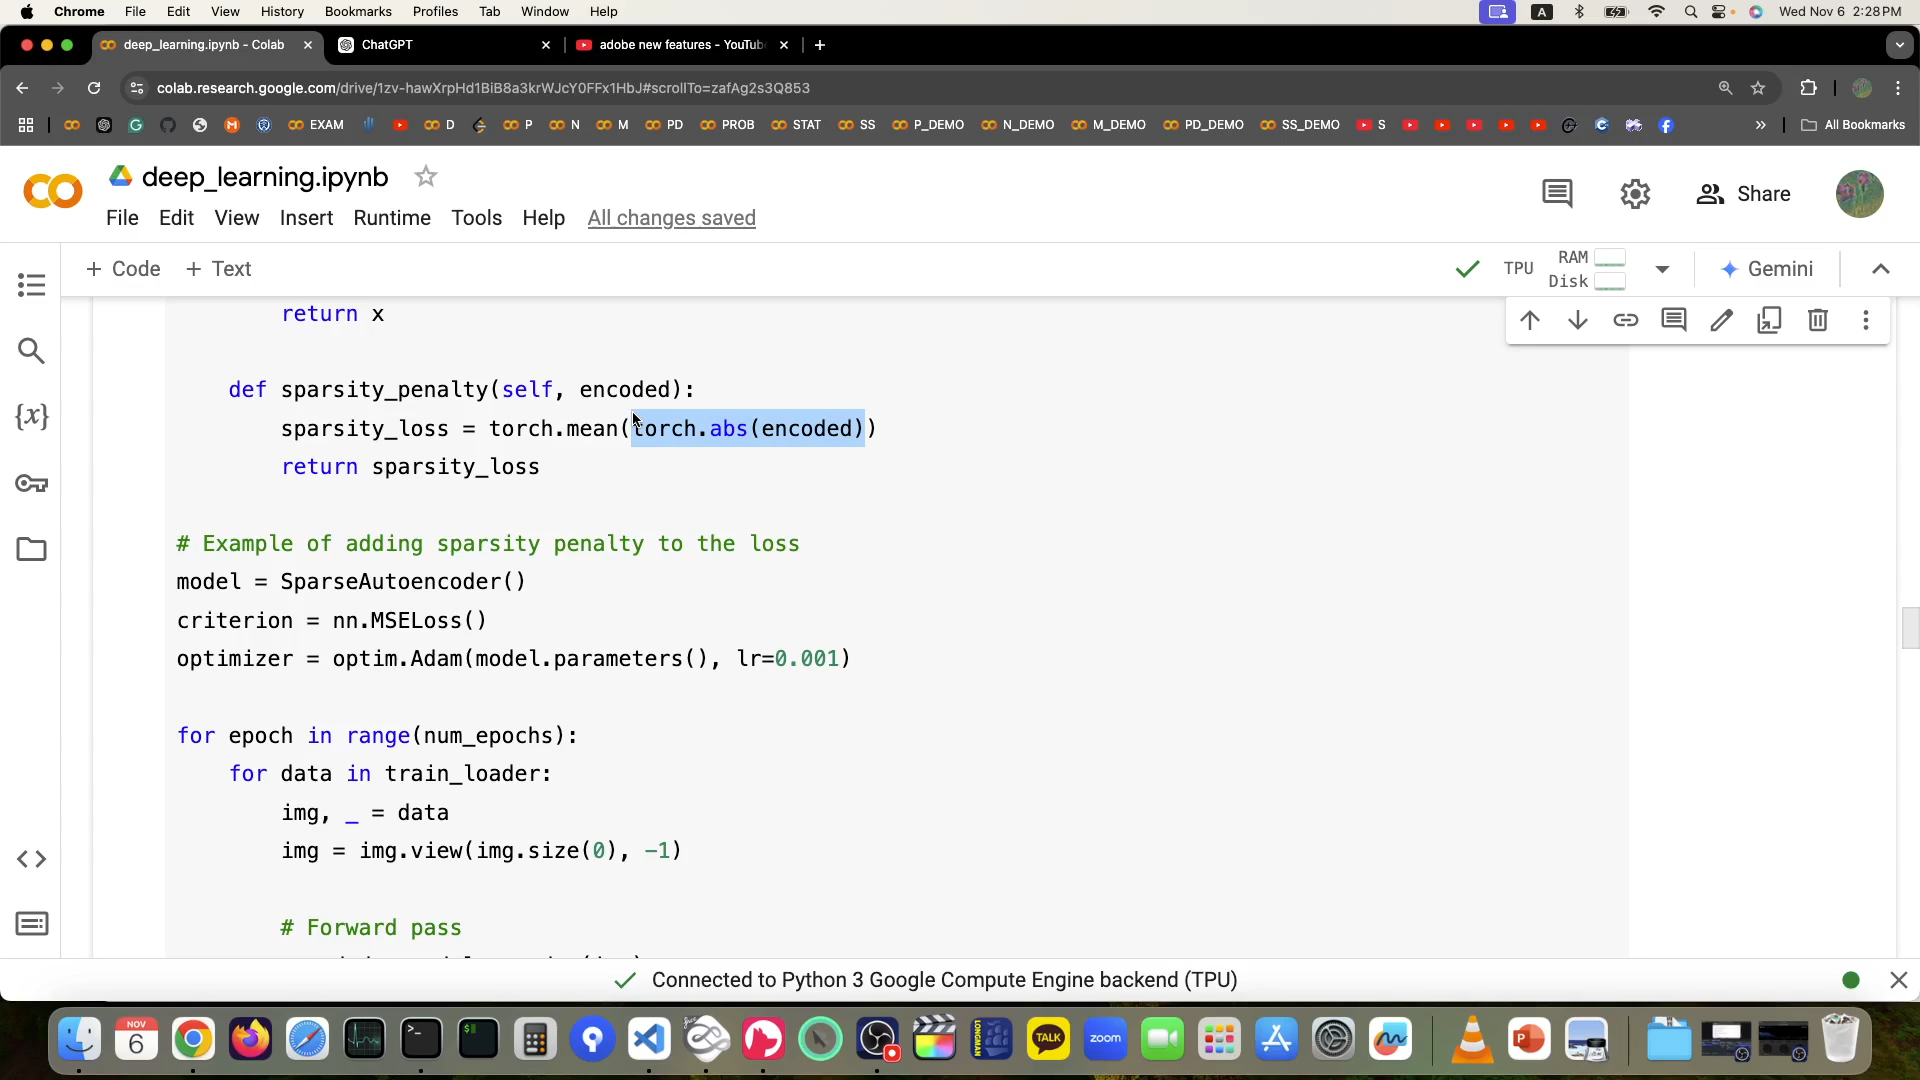 Chrome File Edit View History Bookmarks Profiles Tab Window Help A Wed Nov 6 2:28 PM
deep_learning.ipynb - Colab ChatGPT adobe new features - YouTub
colab.research.google.com/drive/1zv-hawXrpHd1BiB8a3krWJcY0FFx1HbJ#scrollTo=zafAg2s3Q853
EXAM D P N M PD PROB STAT SS P_DEMO N_DEMO M_DEMO PD_DEMO SS_DEMO S » All Bookmarks
deep_learning.ipynb
File Edit View Insert Runtime Tools Help All changes saved
Share
+ Code + Text
TPU RAM Disk Gemini
return x
def sparsity_penalty(self, encoded):
sparsity_loss = torch.mean(torch.abs(encoded))
return sparsity_loss
# Example of adding sparsity penalty to the loss
model = SparseAutoencoder()
criterion = nn.MSELoss()
optimizer = optim.Adam(model.parameters(), lr=0.001)
for epoch in range(num_epochs):
for data in train_loader:
img, _ = data
img = img.view(img.size(0), -1)
# Forward pass
Connected to Python 3 Google Compute Engine backend (TPU)
NOV
6
LONGMAN
TALK
zoom